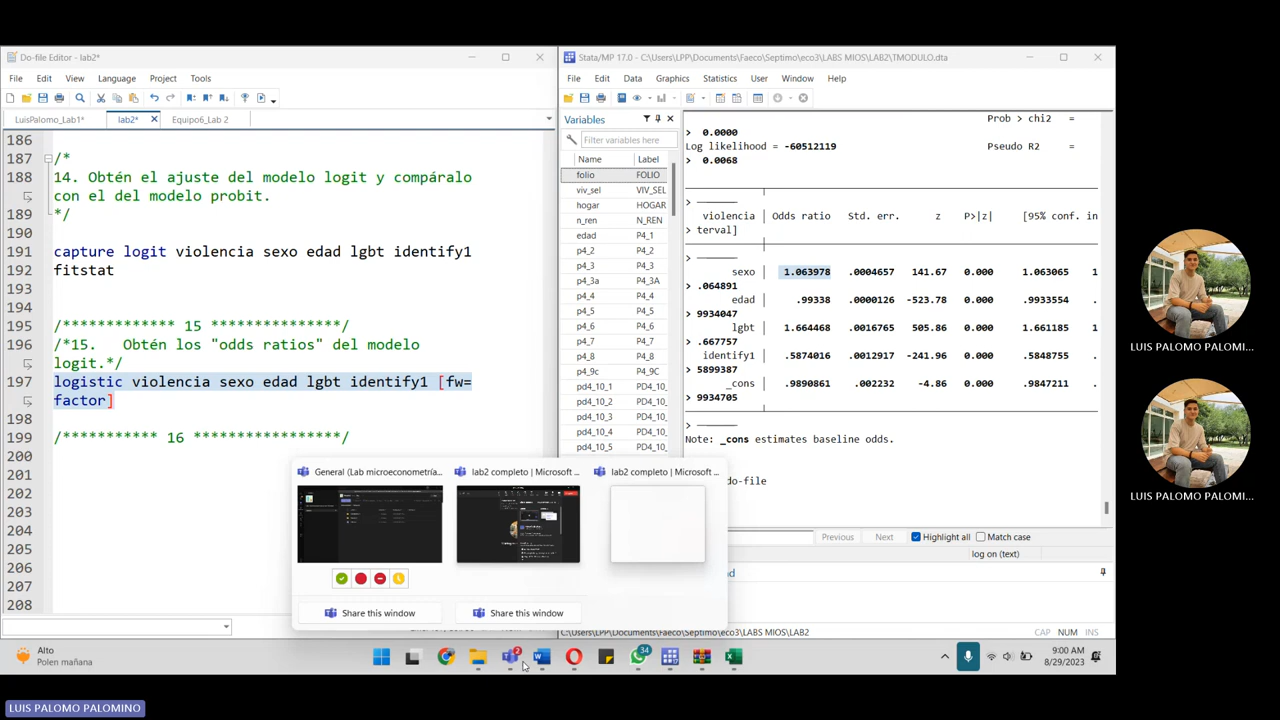 Do-file Editor - lab2*
File Edit View Language Project Tools
LuisPalomo_Lab1* lab2* Equipo6_Lab 2
186
187 /*
188 14. Obtén el ajuste del modelo logit y compáralo
con el del modelo probit.
189 */
190
191 capture logit violencia sexo edad lgbt identify1
192 fitstat
193
194
195 /************* 15 ***************/
196 /*15. Obtén los "odds ratios" del modelo
logit.*/
197 logistic violencia sexo edad lgbt identify1 [fw=
factor]
198
199 /*********** 16 *****************/
200
201
202
203
204
205
206
207
208
Stata/MP 17.0 - C:\Users\LPP\Documents\Faeco\Septimo\eco3\LABS MIOS\LAB2\TMODULO.dta
File Edit Data Graphics Statistics User Window Help
Variables
Filter variables here
Name Label
folio FOLIO
viv_sel VIV_SEL
hogar HOGAR
n_ren N_REN
edad P4_1
p4_2 P4_2
p4_3 P4_3
p4_3a P4_3A
p4_4 P4_4
p4_5 P4_5
p4_6 P4_6
p4_7 P4_7
p4_8 P4_8
p4_9c P4_9C
pd4_10_1 PD4_10_
pd4_10_2 PD4_10_
pd4_10_3 PD4_10_
pd4_10_4 PD4_10_
pd4_10_5 PD4_10_
Prob > chi2 =
> 0.0000
Log likelihood = -60512119 Pseudo R2 =
> 0.0068
violencia Odds ratio Std. err. z P>|z| [95% conf. in
> terval]
sexo 1.063978 .0004657 141.67 0.000 1.063065 1
> .064891
edad .99338 .0000126 -523.78 0.000 .9933554 .
> 9934047
lgbt 1.664468 .0016765 505.86 0.000 1.661185 1
> .667757
identify1 .5874016 .0012917 -241.96 0.000 .5848755 .
> 5899387
_cons .9890861 .002232 -4.86 0.000 .9847211 .
> 9934705
Note: _cons estimates baseline odds.
do-file
Previous Next Highlight all Match case
log on (text)
C:\Users\LPP\Documents\Faeco\Septimo\eco3\LABS MIOS\LAB2
CAP NUM INS
General (Lab microeconometría... lab2 completo | Microsoft ... lab2 completo | Microsoft ...
Share this window Share this window
Alto
Polen mañana
2
34
9:00 AM
8/29/2023
LUIS PALOMO PALOMI...
LUIS PALOMO PALOMI...
LUIS PALOMO PALOMINO